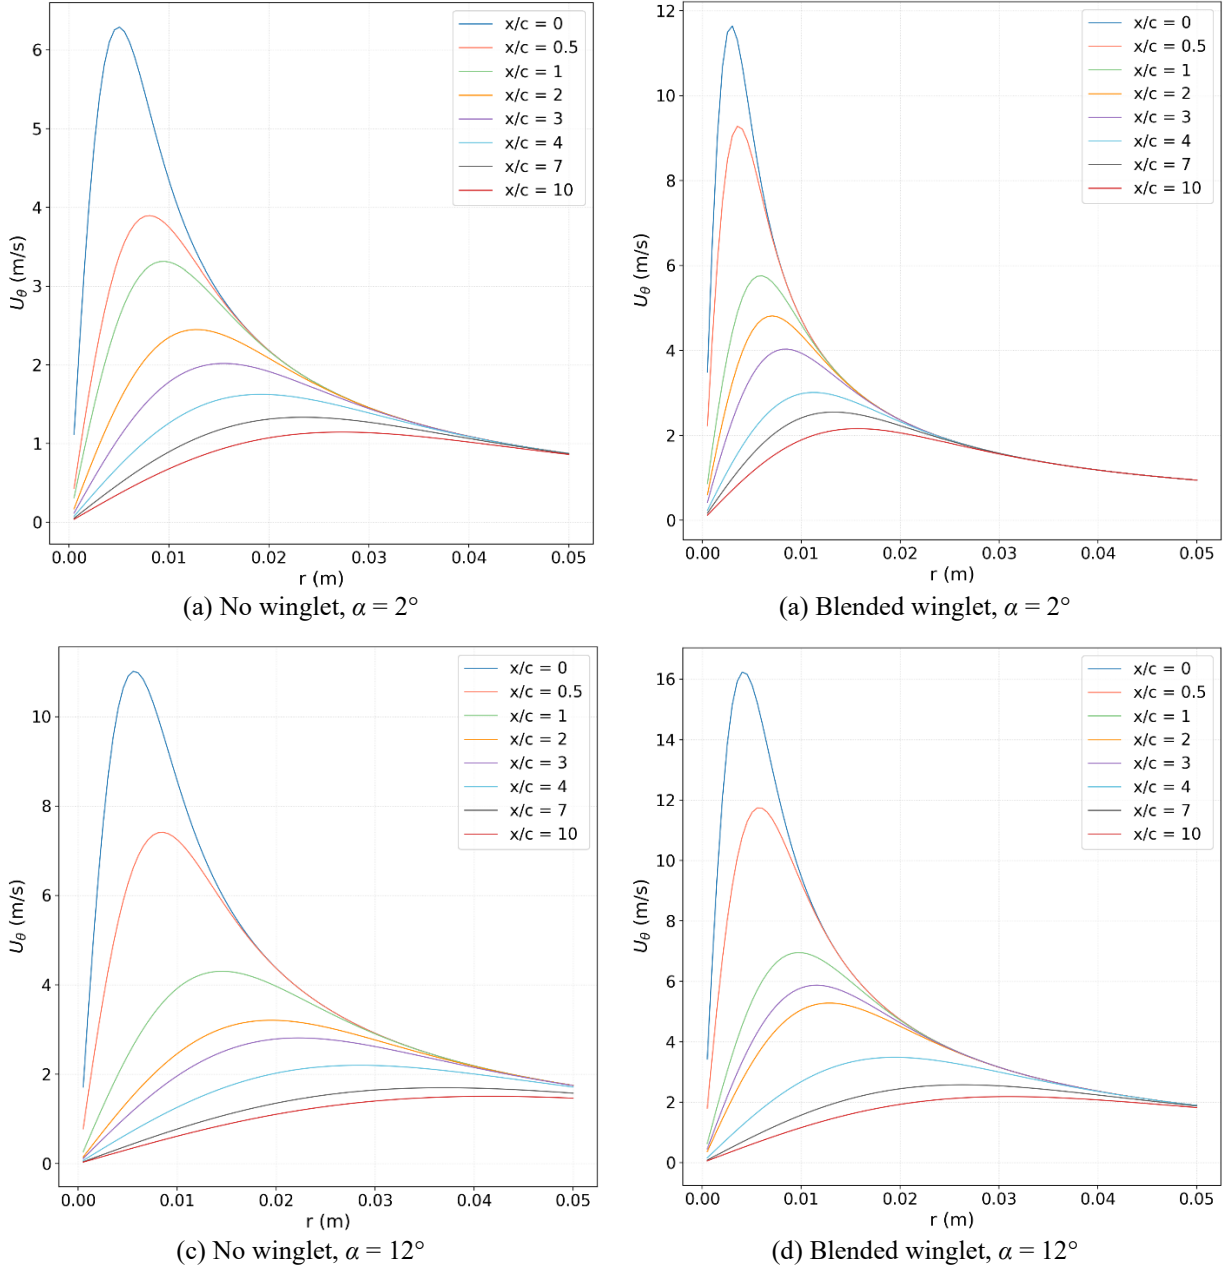 x/c = 0
x/c = 0.5
x/c = 1
x/c = 2
x/c = 3
x/c = 4
x/c = 7
x/c = 10
6
5
4
3
2
1
0
U_θ (m/s)
0.00 0.01 0.02 0.03 0.04 0.05
r (m)
(a) No winglet, α = 2°
x/c = 0
x/c = 0.5
x/c = 1
x/c = 2
x/c = 3
x/c = 4
x/c = 7
x/c = 10
12
10
8
6
4
2
0
U_θ (m/s)
0.00 0.01 0.02 0.03 0.04 0.05
r (m)
(a) Blended winglet, α = 2°
x/c = 0
x/c = 0.5
x/c = 1
x/c = 2
x/c = 3
x/c = 4
x/c = 7
x/c = 10
10
8
6
4
2
0
U_θ (m/s)
0.00 0.01 0.02 0.03 0.04 0.05
r (m)
(c) No winglet, α = 12°
x/c = 0
x/c = 0.5
x/c = 1
x/c = 2
x/c = 3
x/c = 4
x/c = 7
x/c = 10
16
14
12
10
8
6
4
2
0
U_θ (m/s)
0.00 0.01 0.02 0.03 0.04 0.05
r (m)
(d) Blended winglet, α = 12°